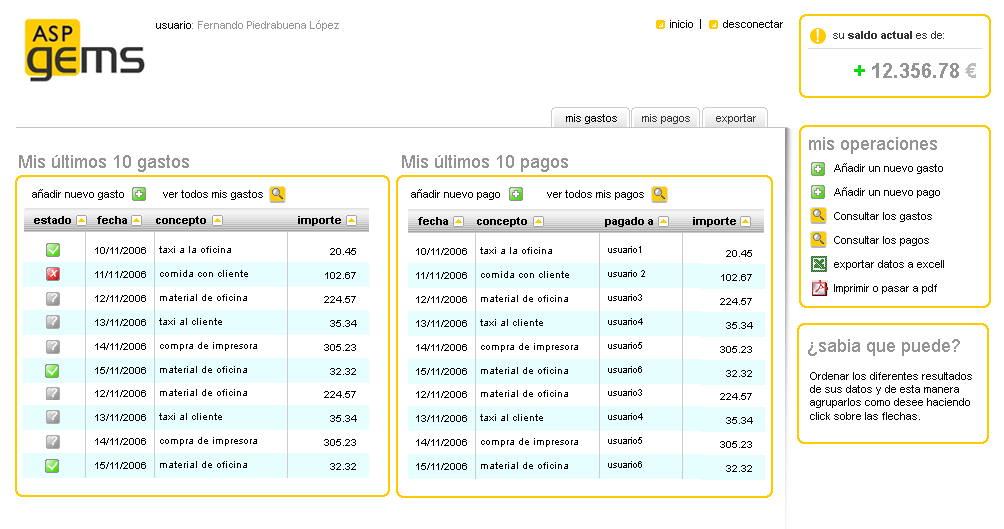 ASP
gems
usuario: Fernando Piedrabuena López
inicio | desconectar
su saldo actual es de:
+ 12.356.78 €
mis gastos mis pagos exportar
Mis últimos 10 gastos
añadir nuevo gasto ver todos mis gastos
estado fecha concepto importe
10/11/2006 taxi a la oficina 20.45
11/11/2006 comida con cliente 102.67
12/11/2006 material de oficina 224.57
13/11/2006 taxi al cliente 35.34
14/11/2006 compra de impresora 305.23
15/11/2006 material de oficina 32.32
12/11/2006 material de oficina 224.57
13/11/2006 taxi al cliente 35.34
14/11/2006 compra de impresora 305.23
15/11/2006 material de oficina 32.32
Mis últimos 10 pagos
añadir nuevo pago ver todos mis pagos
fecha concepto pagado a importe
10/11/2006 taxi a la oficina usuario1 20.45
11/11/2006 comida con cliente usuario 2 102.67
12/11/2006 material de oficina usuario3 224.57
13/11/2006 taxi al cliente usuario4 35.34
14/11/2006 compra de impresora usuario5 305.23
15/11/2006 material de oficina usuario6 32.32
12/11/2006 material de oficina usuario3 224.57
13/11/2006 taxi al cliente usuario4 35.34
14/11/2006 compra de impresora usuario5 305.23
15/11/2006 material de oficina usuario6 32.32
mis operaciones
Añadir un nuevo gasto
Añadir un nuevo pago
Consultar los gastos
Consultar los pagos
exportar datos a excell
Imprimir o pasar a pdf
¿sabia que puede?
Ordenar los diferentes resultados
de sus datos y de esta manera
agruparlos como desee haciendo
click sobre las flechas.